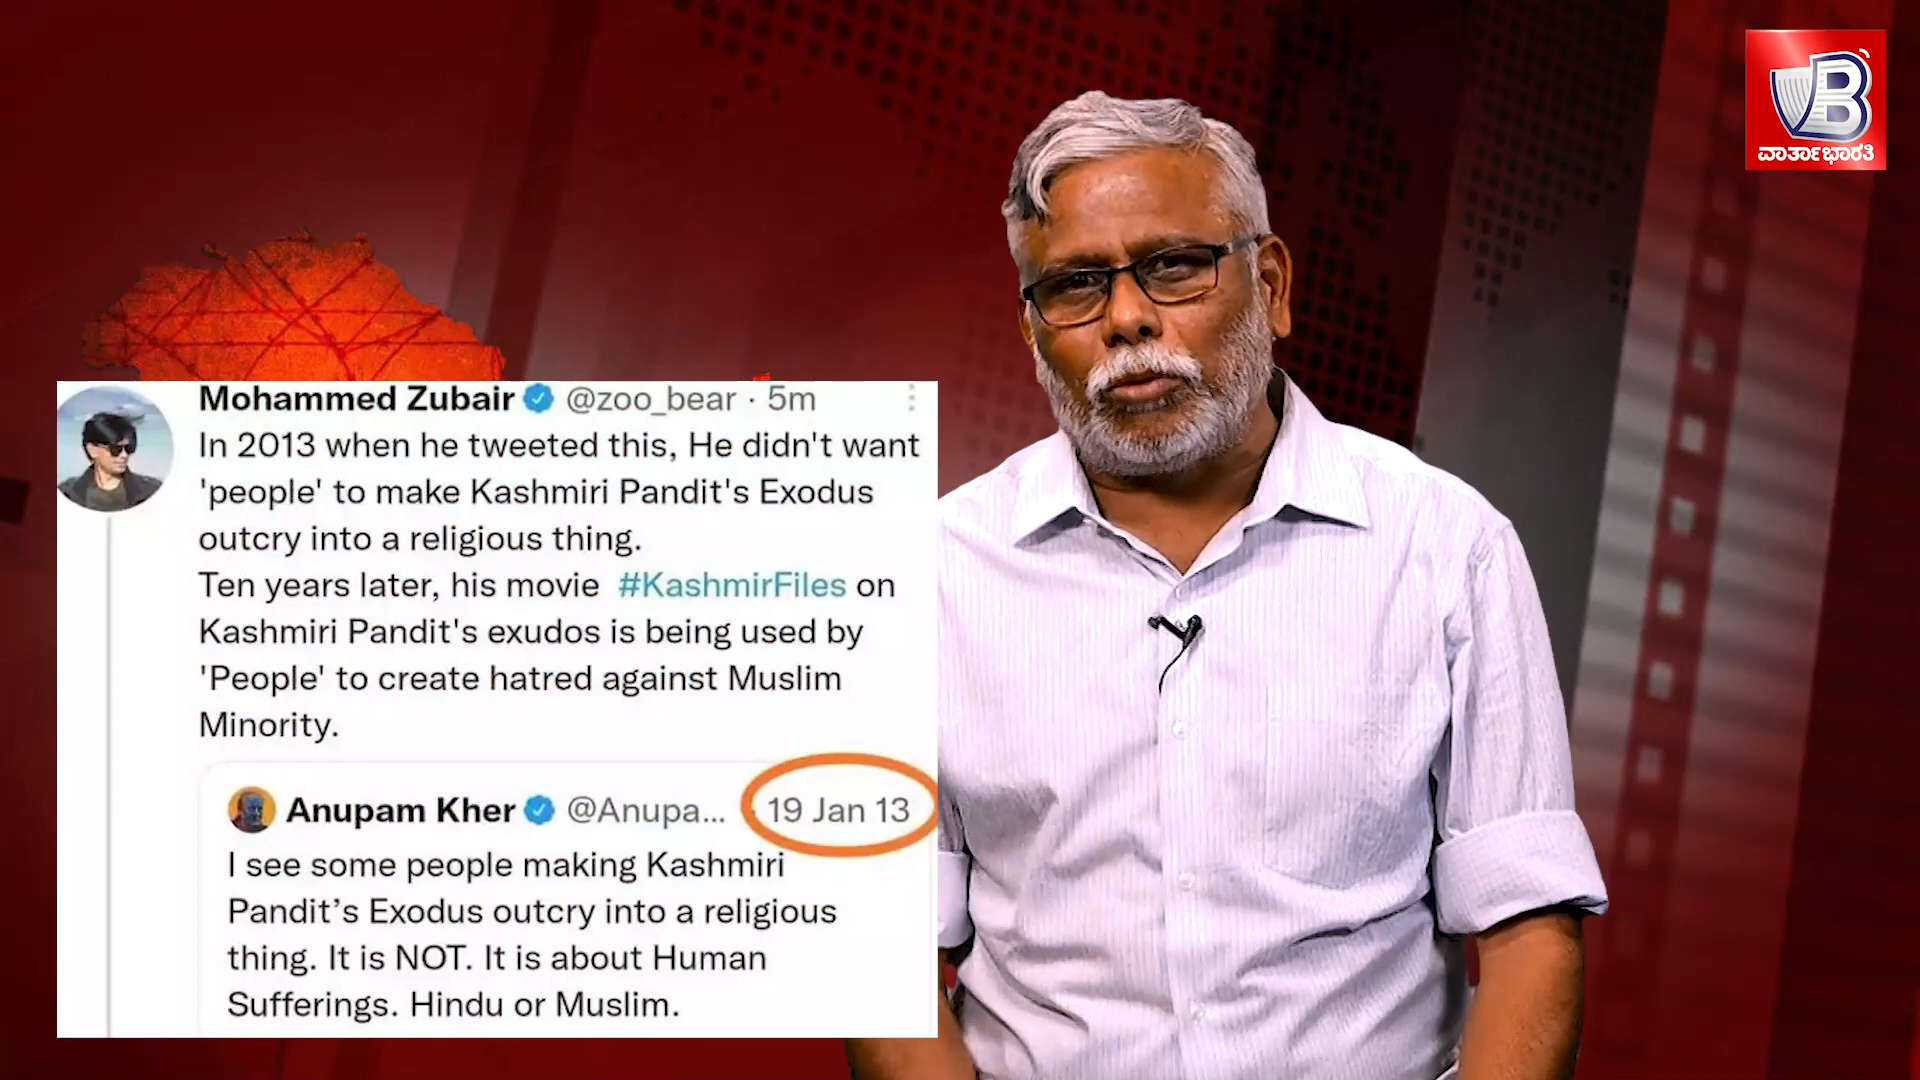 B
ವಾರ್ತಾಭಾರತಿ
Mohammed Zubair @zoo_bear · 5m
In 2013 when he tweeted this, He didn't want
'people' to make Kashmiri Pandit's Exodus
outcry into a religious thing.
Ten years later, his movie #KashmirFiles on
Kashmiri Pandit's exudos is being used by
'People' to create hatred against Muslim
Minority.
Anupam Kher @Anupa... · 19 Jan 13
I see some people making Kashmiri
Pandit’s Exodus outcry into a religious
thing. It is NOT. It is about Human
Sufferings. Hindu or Muslim.